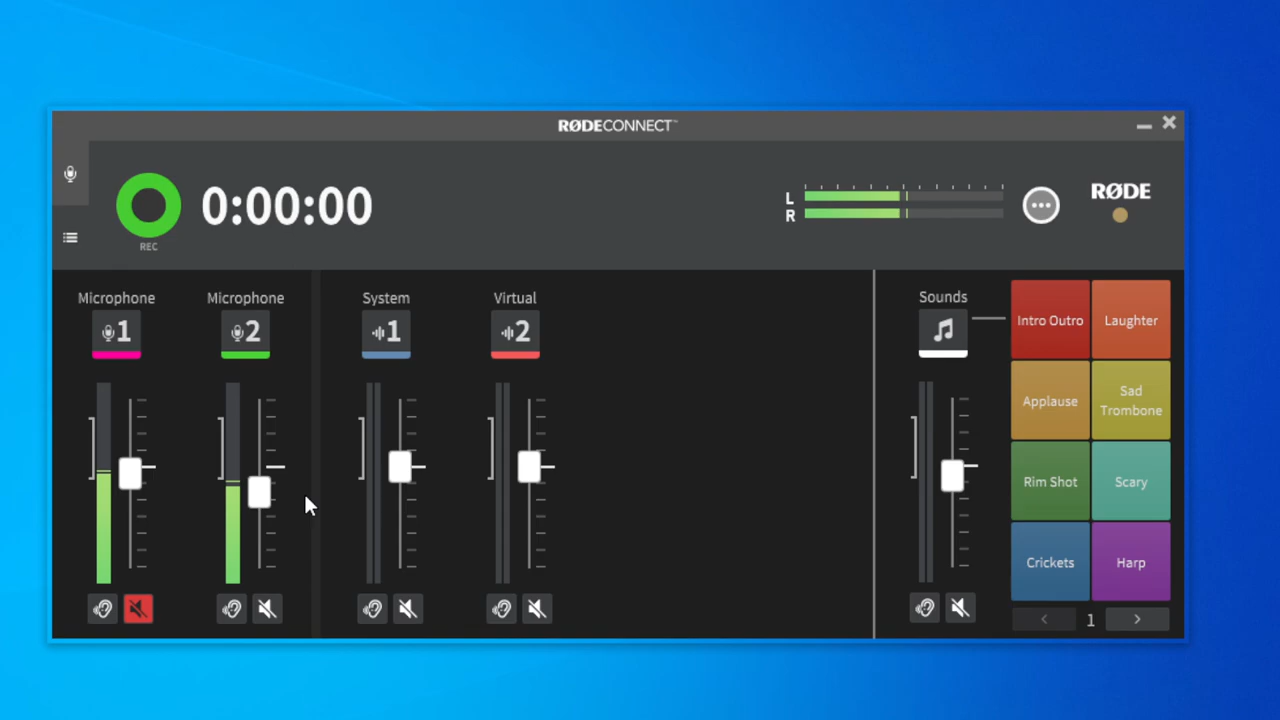 RØDECONNECT™
0:00:00
REC
L
R
RØDE
Microphone
1
Microphone
2
System
1
Virtual
2
Sounds
Intro Outro
Laughter
Applause
Sad
Trombone
Rim Shot
Scary
Crickets
Harp
< 1 >